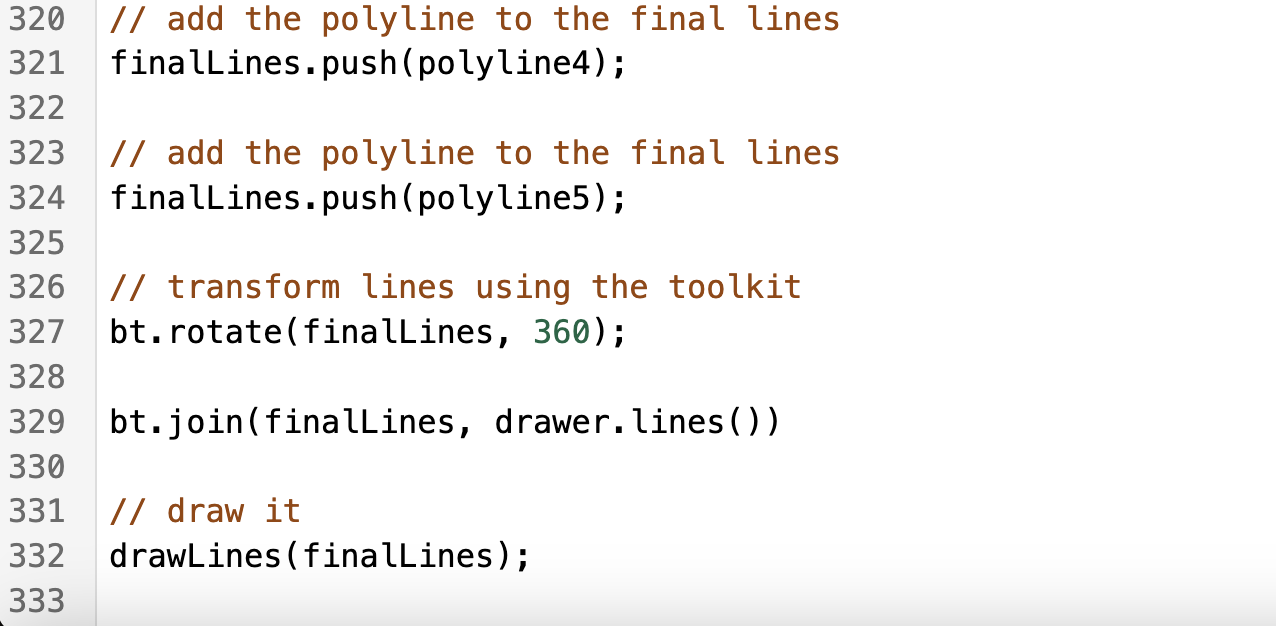 320 // add the polyline to the final lines
321 finalLines.push(polyline4);
322
323 // add the polyline to the final lines
324 finalLines.push(polyline5);
325
326 // transform lines using the toolkit
327 bt.rotate(finalLines, 360);
328
329 bt.join(finalLines, drawer.lines())
330
331 // draw it
332 drawLines(finalLines);
333